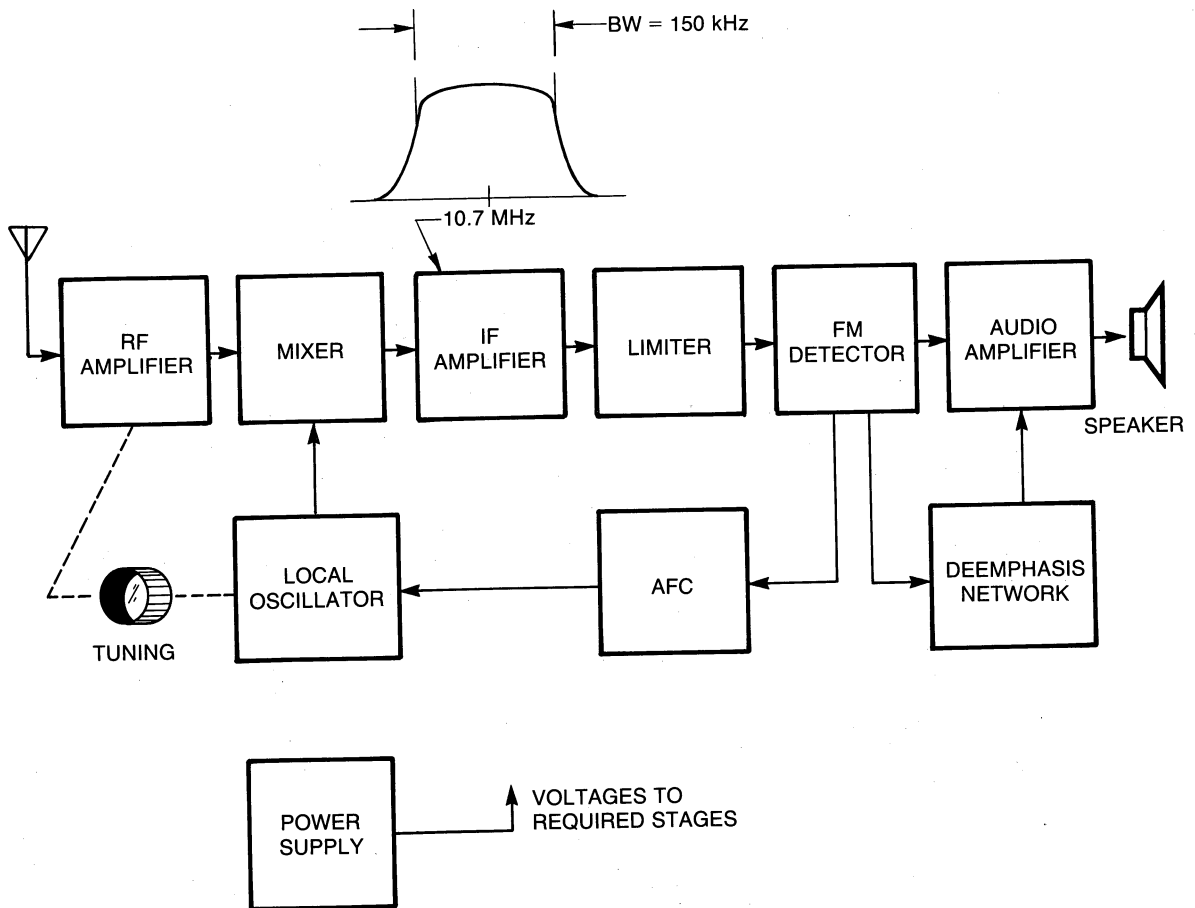 BW = 150 kHz
10.7 MHz
RF
AMPLIFIER
MIXER
IF
AMPLIFIER
LIMITER
FM
DETECTOR
AUDIO
AMPLIFIER
SPEAKER
LOCAL
OSCILLATOR
AFC
DEEMPHASIS
NETWORK
TUNING
POWER
SUPPLY
VOLTAGES TO
REQUIRED STAGES